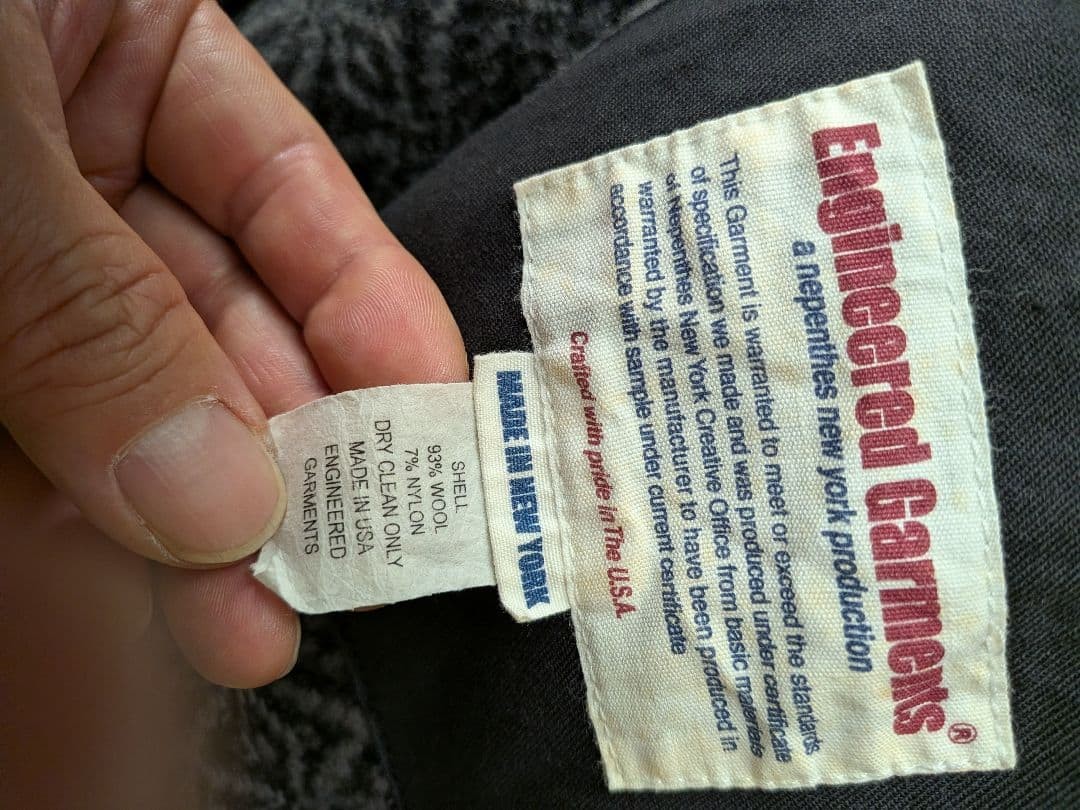 Engineered Garments®
a nepenthes new york production
This Garment is warranted to meet or exceed the standards
of specification we made and was produced under certificate
of Nepenthes New York Creative Office from basic materials
warranted by the manufacturer to have been produced in
accordance with sample under current certificate
Crafted with pride in The U.S.A.
MADE IN NEW YORK
SHELL
93% WOOL
7% NYLON
DRY CLEAN ONLY
MADE IN USA
ENGINEERED
GARMENTS